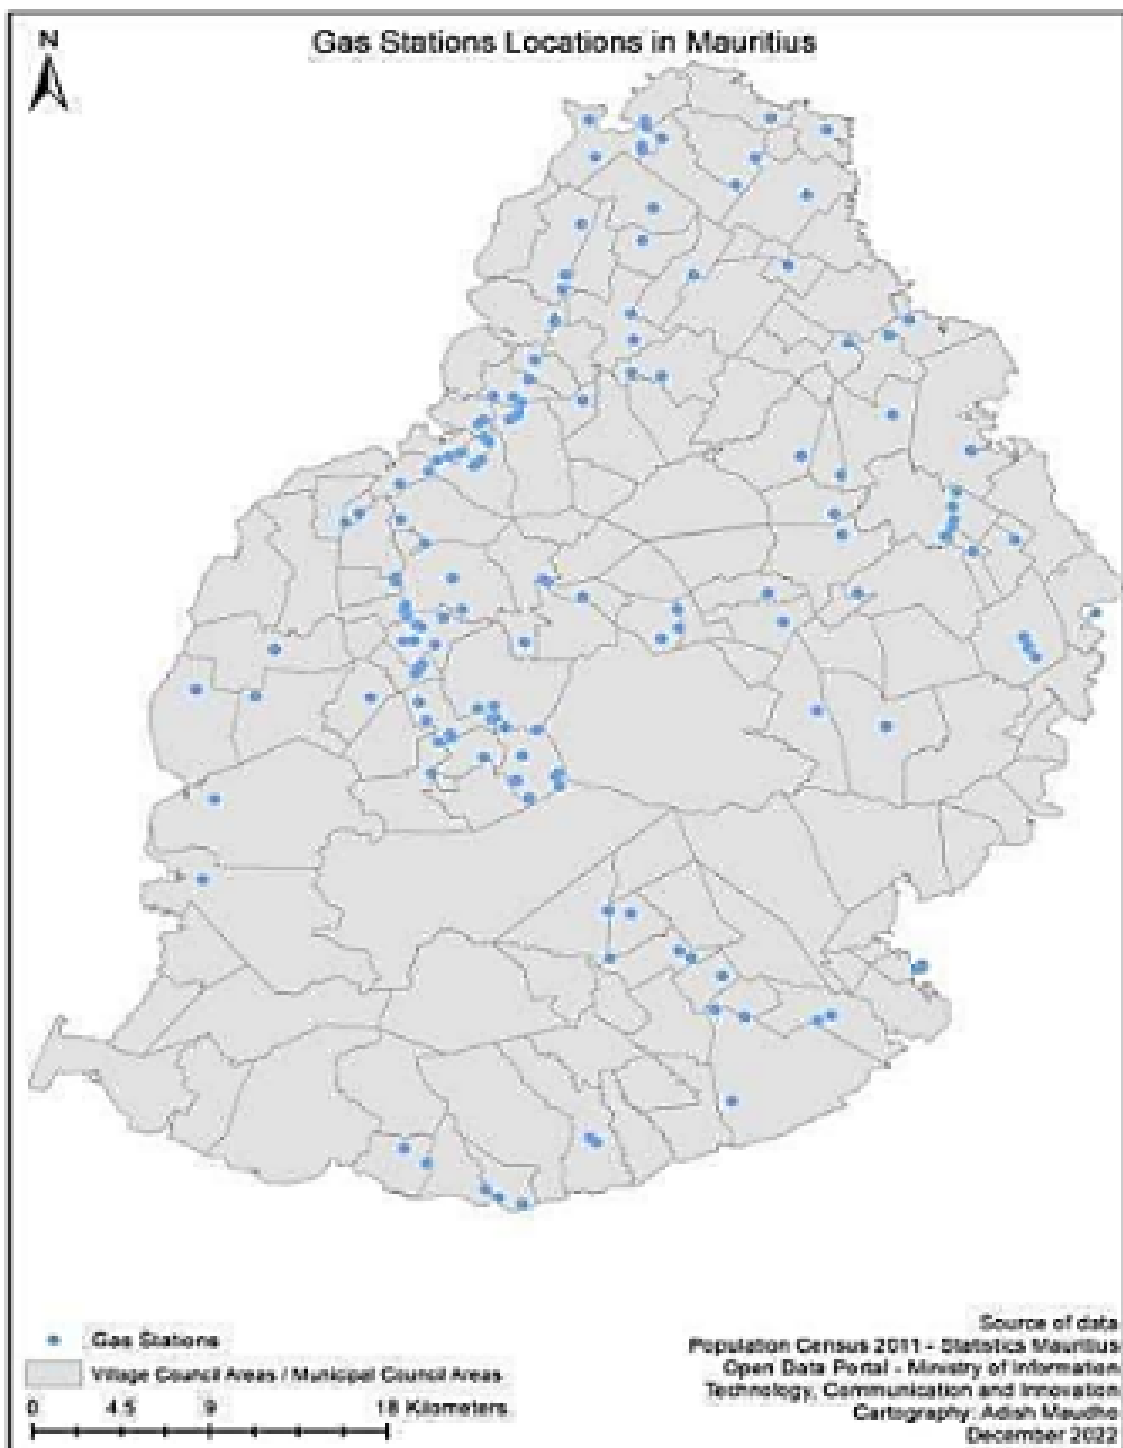 N
Gas Stations Locations in Mauritius
Gas Stations
Village Council Areas / Municipal Council Areas
0 4.5 9 18 Kilometers
Source of data
Population Census 2011 - Statistics Mauritius
Open Data Portal - Ministry of Information
Technology, Communication and Innovation
Cartography: Adish Maudho
December 2022